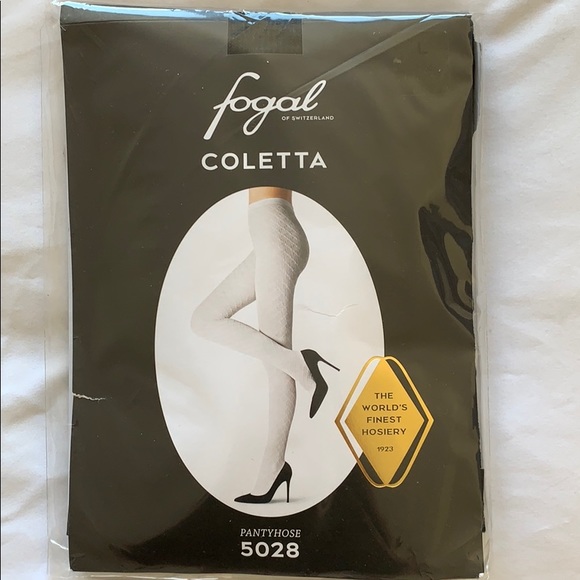 fogal
OF SWITZERLAND
COLETTA
THE
WORLD'S
FINEST
HOSIERY
1923
PANTYHOSE
5028